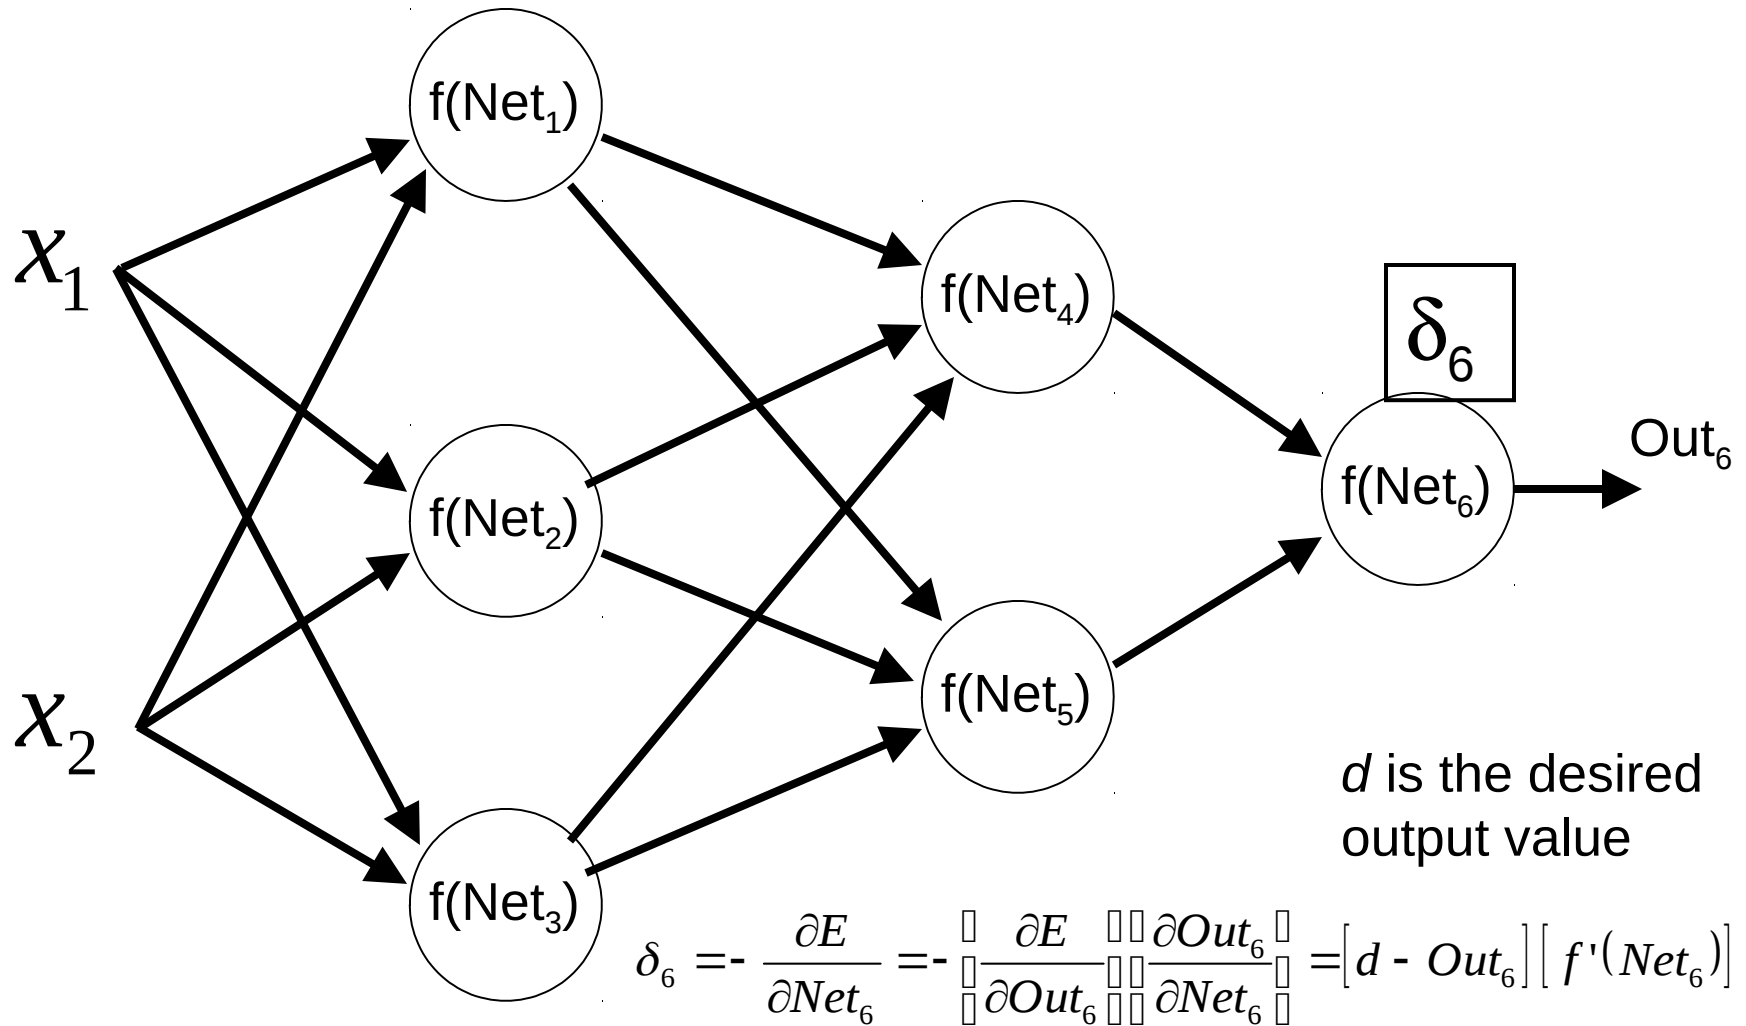 f(Net₁)
x₁
f(Net₄)
δ₆
Out₆
f(Net₆)
f(Net₂)
f(Net₅)
x₂
d is the desired
output value
f(Net₃)
δ₆ =- ∂E/∂Net₆ =- [∂E/∂Out₆][∂Out₆/∂Net₆] =[d - Out₆][f'(Net₆)]